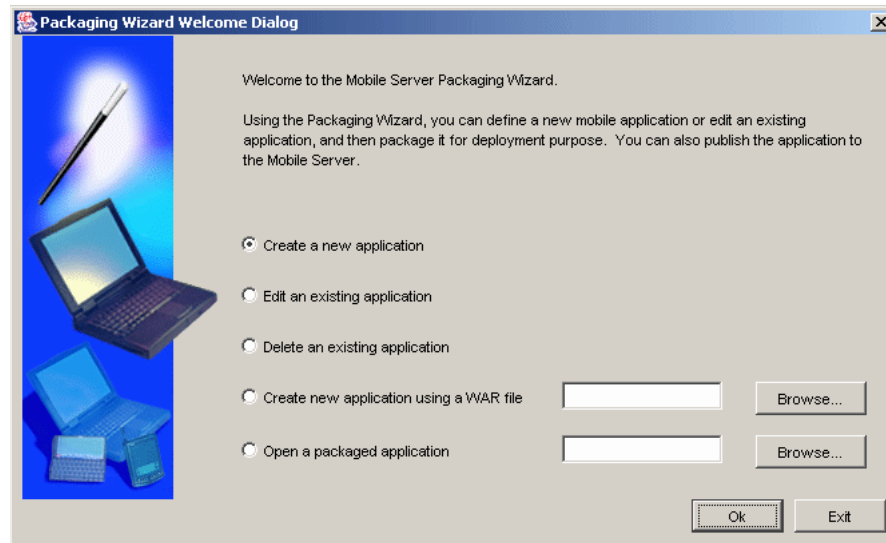 Packaging Wizard Welcome Dialog
Welcome to the Mobile Server Packaging Wizard.
Using the Packaging Wizard, you can define a new mobile application or edit an existing
application, and then package it for deployment purpose. You can also publish the application to
the Mobile Server.
Create a new application
Edit an existing application
Delete an existing application
Create new application using a WAR file
Browse...
Open a packaged application
Browse...
Ok
Exit